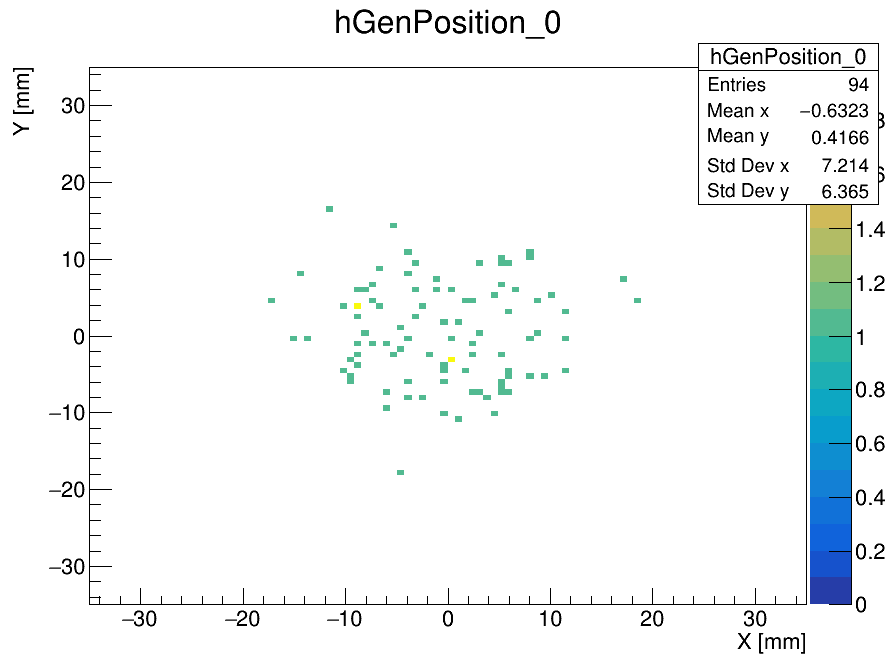 hGenPosition_0
hGenPosition_0
Entries 94
Mean x −0.6323
Mean y 0.4166
Std Dev x 7.214
Std Dev y 6.365
Y [mm]
30
20
10
0
−10
−20
−30
−30 −20 −10 0 10 20 30
X [mm]
1.4
1.2
1
0.8
0.6
0.4
0.2
0